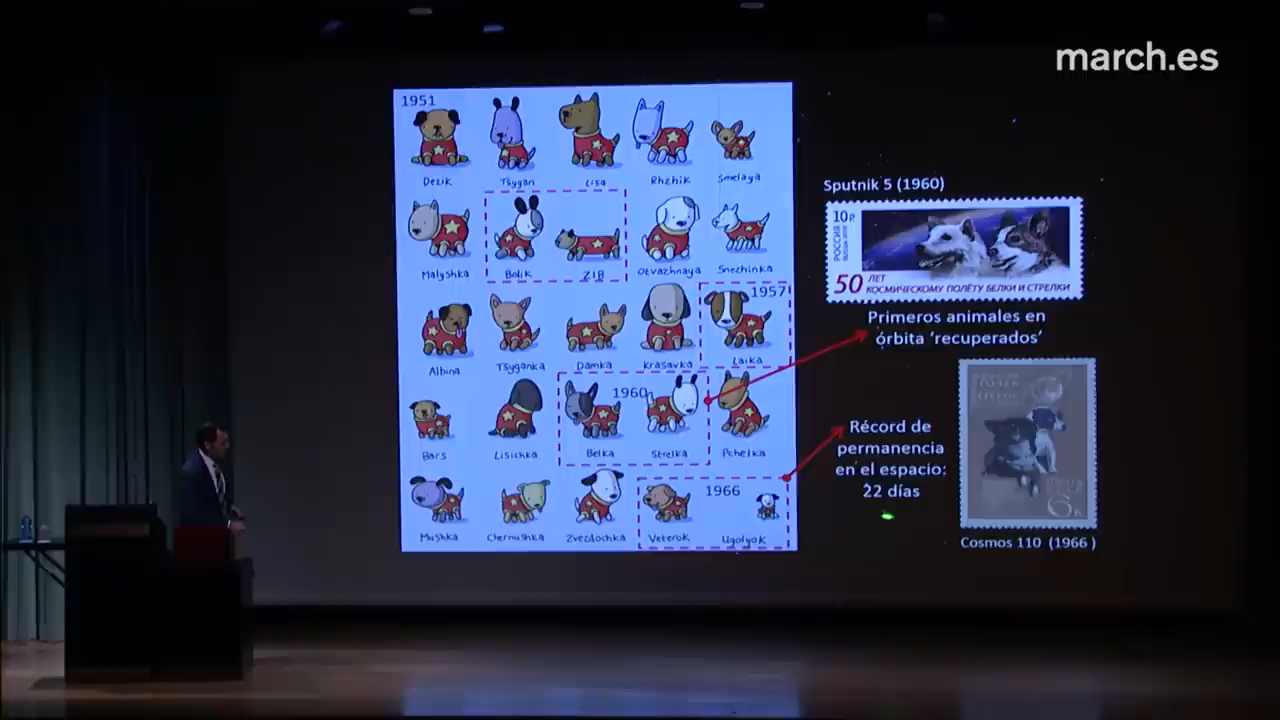 march.es
1951
Dezik
Tsygan
Lisa
Rhzhik
Smelaya
Malyshka
Bolik
ZIB
Otvazhnaya
Snezhinka
1957
Albina
Tsyganka
Damka
Krasavka
Laika
1960
Bars
Lisichka
Belka
Strelka
Pchelka
1966
Mushka
Chernushka
Zvezdochka
Veterok
Ugolyok
Sputnik 5 (1960)
10р
РОССИЯ
50 ЛЕТ
КОСМИЧЕСКОМУ ПОЛЁТУ БЕЛКИ И СТРЕЛКИ
Primeros animales en
órbita ‘recuperados’
Récord de
permanencia
en el espacio:
22 días
6к
Cosmos 110 (1966)